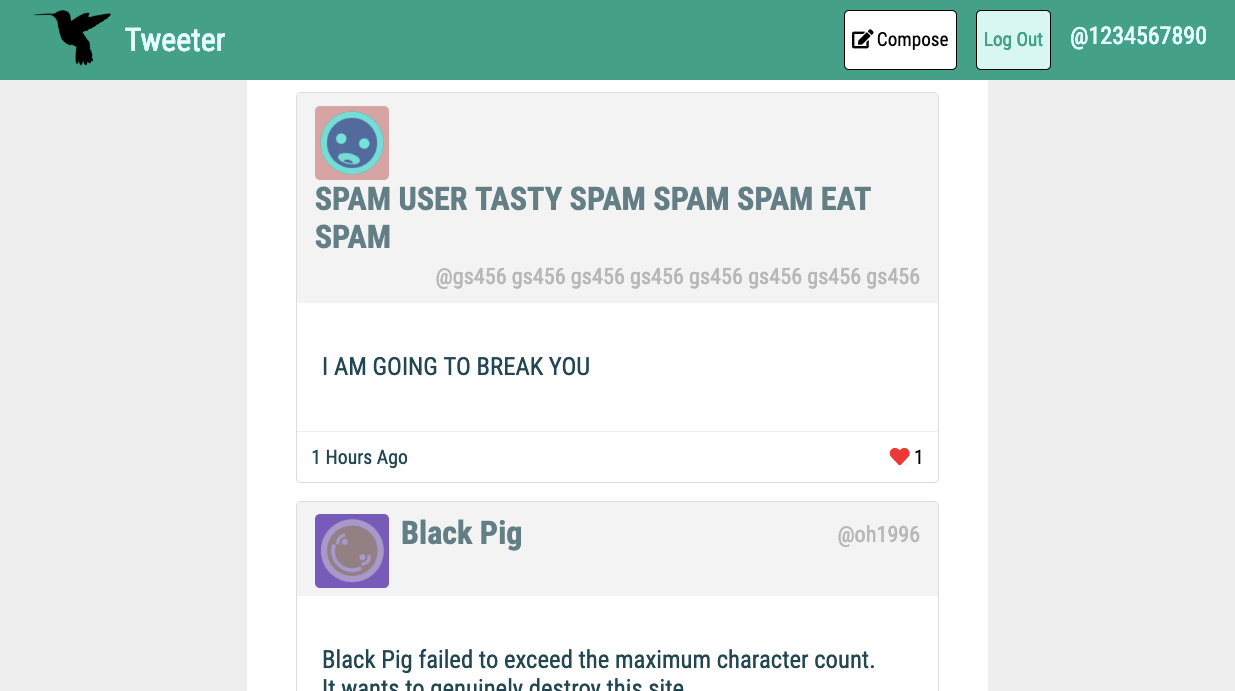 Tweeter
Compose
Log Out
@1234567890
SPAM USER TASTY SPAM SPAM SPAM EAT
SPAM
@gs456 gs456 gs456 gs456 gs456 gs456 gs456 gs456
I AM GOING TO BREAK YOU
1 Hours Ago
1
Black Pig
@oh1996
Black Pig failed to exceed the maximum character count.
It wants to genuinely destroy this site